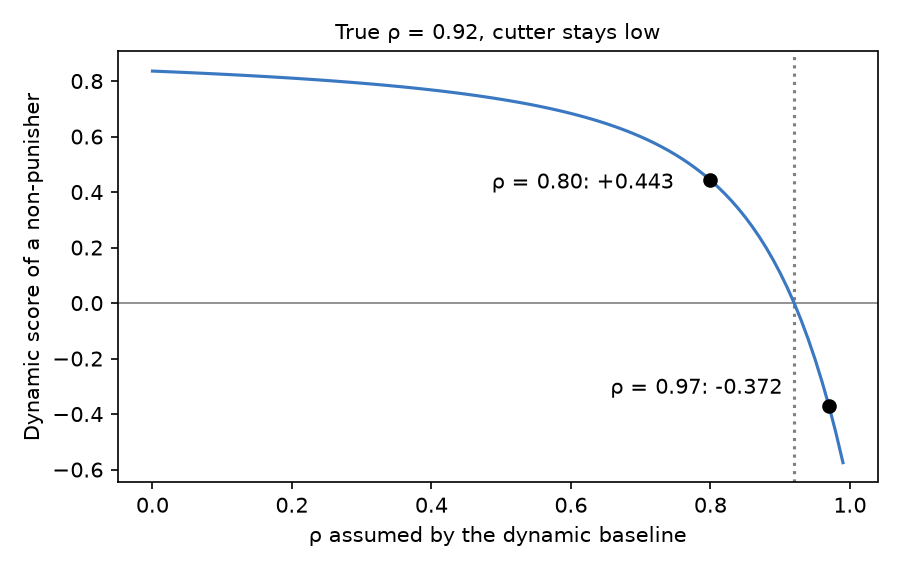 True ρ = 0.92, cutter stays low
Dynamic score of a non-punisher
0.8
0.6
0.4
0.2
0.0
−0.2
−0.4
−0.6
ρ = 0.80: +0.443
ρ = 0.97: -0.372
0.0 0.2 0.4 0.6 0.8 1.0
ρ assumed by the dynamic baseline